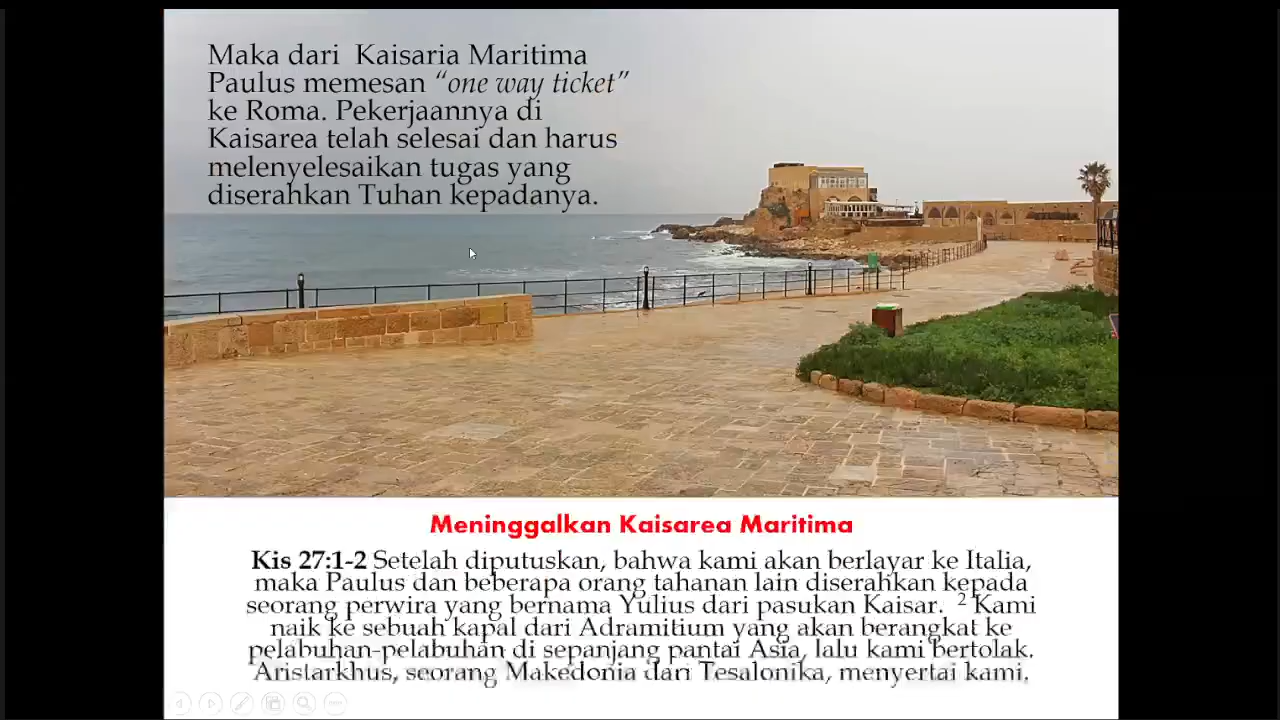 Maka dari Kaisaria Maritima
Paulus memesan “one way ticket”
ke Roma. Pekerjaannya di
Kaisarea telah selesai dan harus
melenyelesaikan tugas yang
diserahkan Tuhan kepadanya.
Meninggalkan Kaisarea Maritima
Kis 27:1-2 Setelah diputuskan, bahwa kami akan berlayar ke Italia,
maka Paulus dan beberapa orang tahanan lain diserahkan kepada
seorang perwira yang bernama Yulius dari pasukan Kaisar. 2 Kami
naik ke sebuah kapal dari Adramitium yang akan berangkat ke
pelabuhan-pelabuhan di sepanjang pantai Asia, lalu kami bertolak.
Aristarkhus, seorang Makedonia dari Tesalonika, menyertai kami.